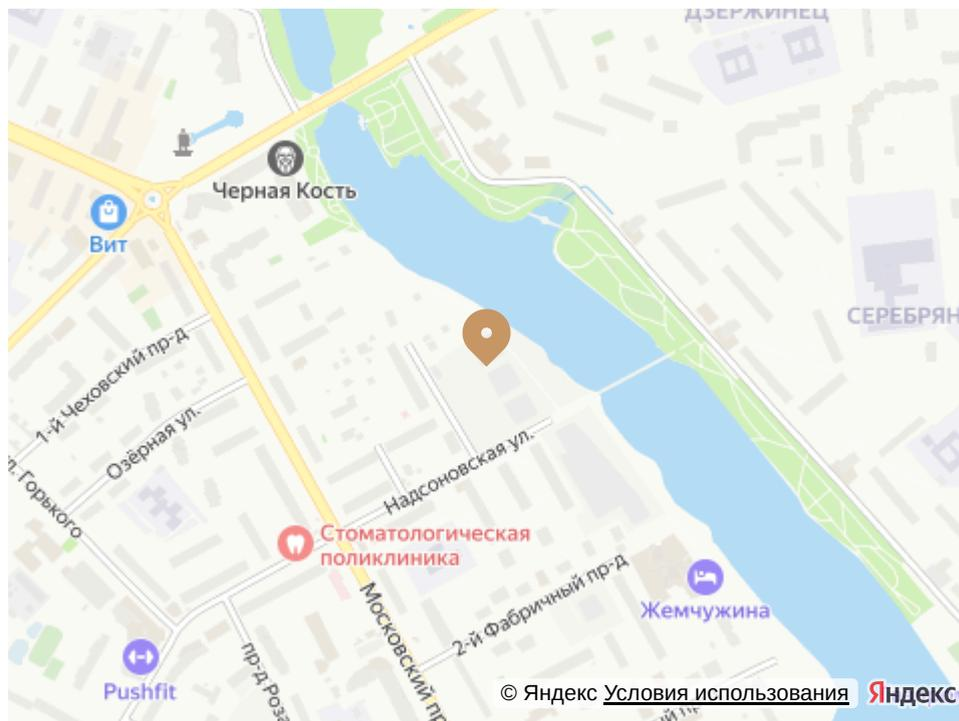 ДЗЕРЖИНЕЦ
Черная Кость
Вит
СЕРЕБРЯН
1-й Чеховский пр-д
Озёрная ул.
Горького
Надсоновская ул.
Стоматологическая
поликлиника
Московский пр
2-й Фабричный пр-д
Жемчужина
Pushfit
пр-д Роза
© Яндекс Условия использования
Яндекс